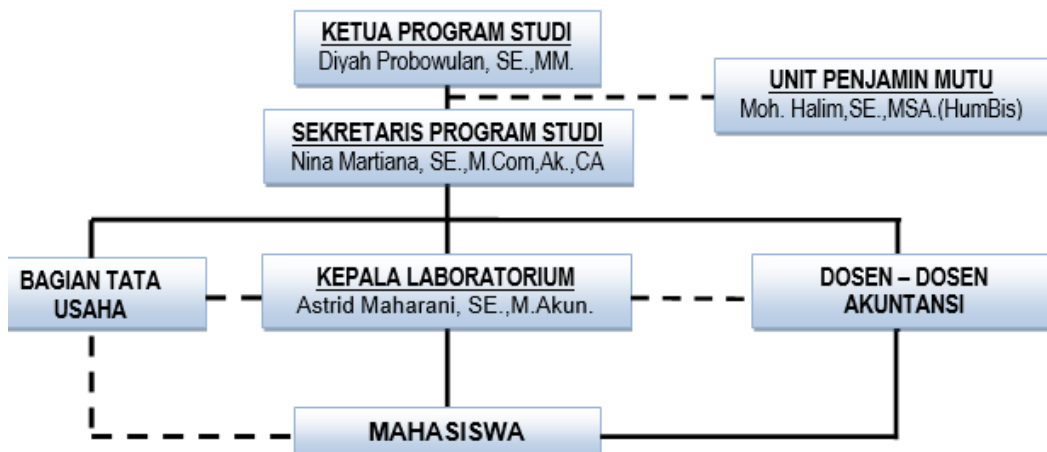 KETUA PROGRAM STUDI
Diyah Probowulan, SE.,MM.
UNIT PENJAMIN MUTU
Moh. Halim,SE.,MSA.(HumBis)
SEKRETARIS PROGRAM STUDI
Nina Martiana, SE.,M.Com,Ak.,CA
BAGIAN TATA
USAHA
KEPALA LABORATORIUM
Astrid Maharani, SE.,M.Akun.
DOSEN – DOSEN
AKUNTANSI
MAHASISWA